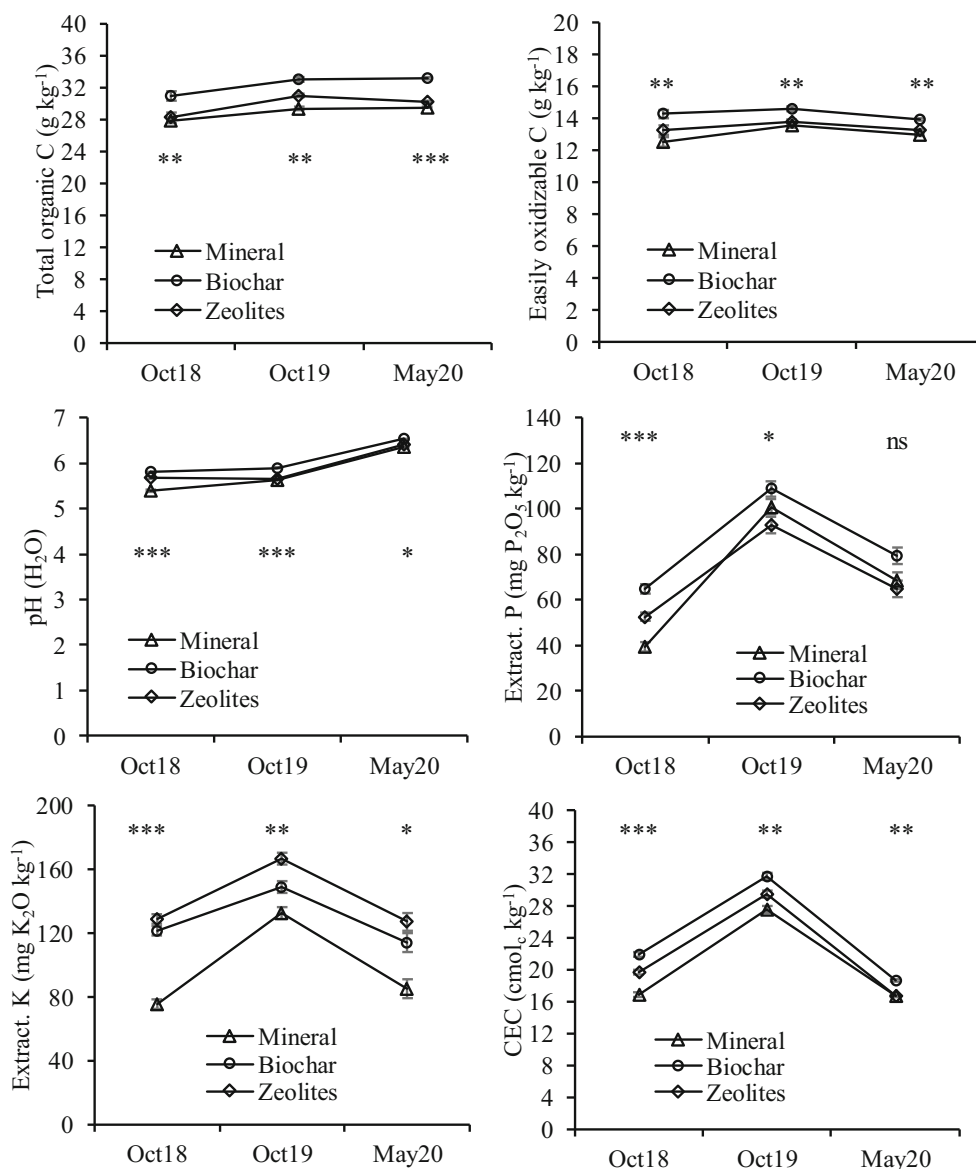 Total organic C (g kg⁻¹)
40
36
32
28
24
20
16
12
8
4
0
** ** ***
Mineral
Biochar
Zeolites
Oct18 Oct19 May20
Easily oxidizable C (g kg⁻¹)
20
18
16
14
12
10
8
6
4
2
0
** ** **
Mineral
Biochar
Zeolites
Oct18 Oct19 May20
pH (H₂O)
7
6
5
4
3
2
1
0
*** *** *
Mineral
Biochar
Zeolites
Oct18 Oct19 May20
Extract. P (mg P₂O₅ kg⁻¹)
140
120
100
80
60
40
20
0
*** * ns
Mineral
Biochar
Zeolites
Oct18 Oct19 May20
Extract. K (mg K₂O kg⁻¹)
200
160
120
80
40
0
*** ** *
Mineral
Biochar
Zeolites
Oct18 Oct19 May20
CEC (cmol꜀ kg⁻¹)
40
36
32
28
24
20
16
12
8
4
0
*** ** **
Mineral
Biochar
Zeolites
Oct18 Oct19 May20